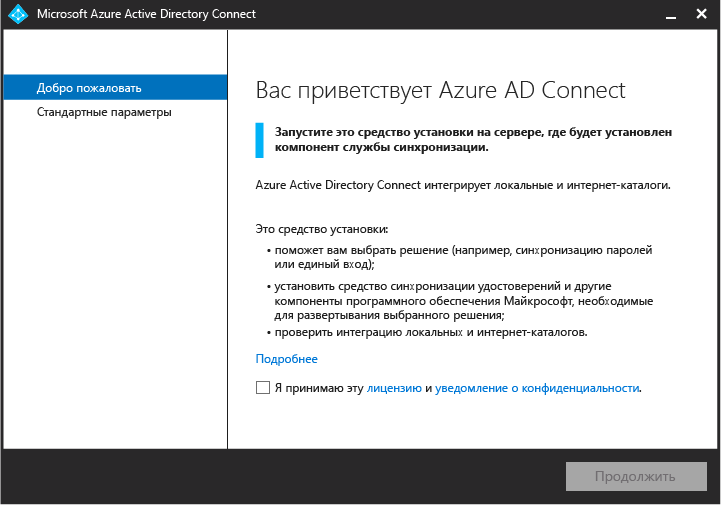 Microsoft Azure Active Directory Connect
Добро пожаловать
Стандартные параметры
Вас приветствует Azure AD Connect
Запустите это средство установки на сервере, где будет установлен
компонент службы синхронизации.
Azure Active Directory Connect интегрирует локальные и интернет-каталоги.
Это средство установки:
• поможет вам выбрать решение (например, синхронизацию паролей
или единый вход);
• установить средство синхронизации удостоверений и другие
компоненты программного обеспечения Майкрософт, необходимые
для развертывания выбранного решения;
• проверить интеграцию локальных и интернет-каталогов.
Подробнее
Я принимаю эту лицензию и уведомление о конфиденциальности.
Продолжить